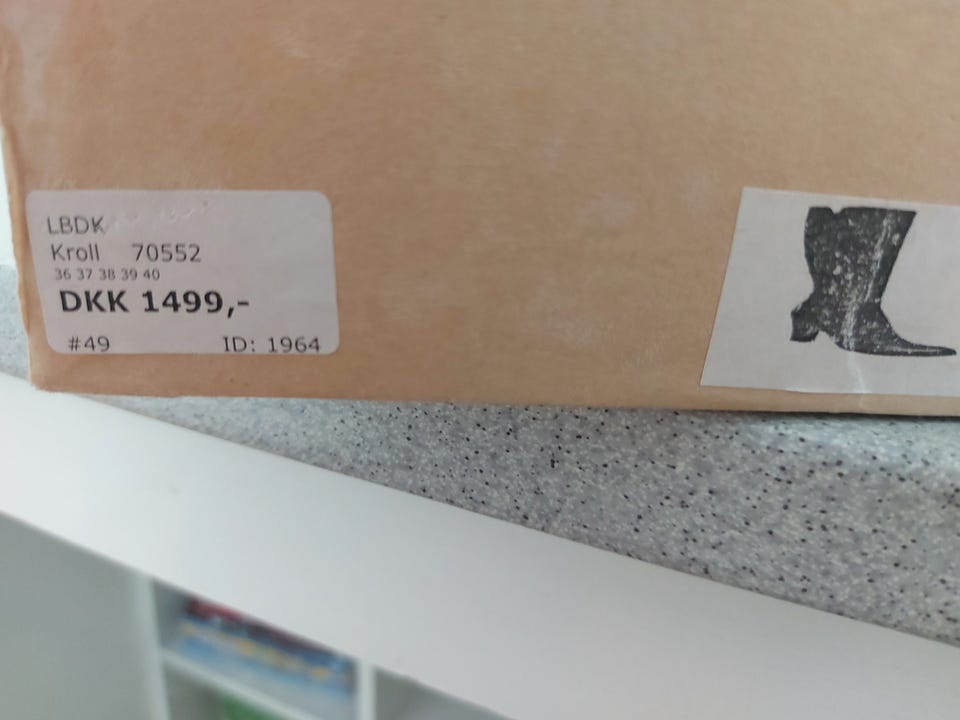 LBDK
Kroll 70552
36 37 38 39 40
DKK 1499,-
#49 ID: 1964